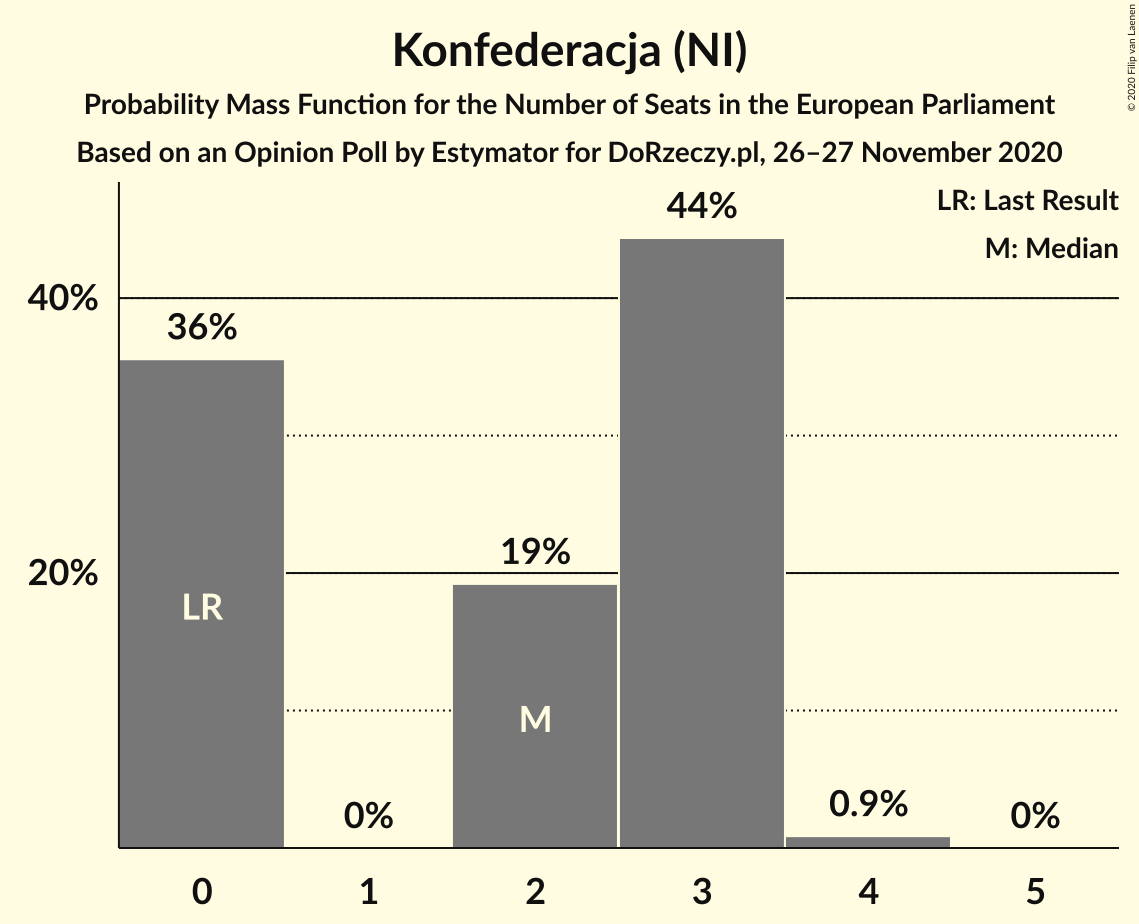 Konfederacja (NI)
Probability Mass Function for the Number of Seats in the European Parliament
Based on an Opinion Poll by Estymator for DoRzeczy.pl, 26–27 November 2020
© 2020 Filip van Laenen
LR: Last Result
M: Median
44%
40%
36%
19%
20%
LR
M
0%
0.9%
0%
0 1 2 3 4 5